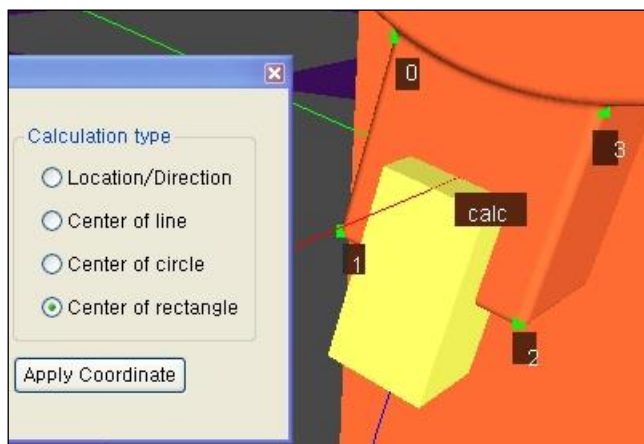 Calculation type
Location/Direction
Center of line
Center of circle
Center of rectangle
Apply Coordinate
0
3
calc
1
2